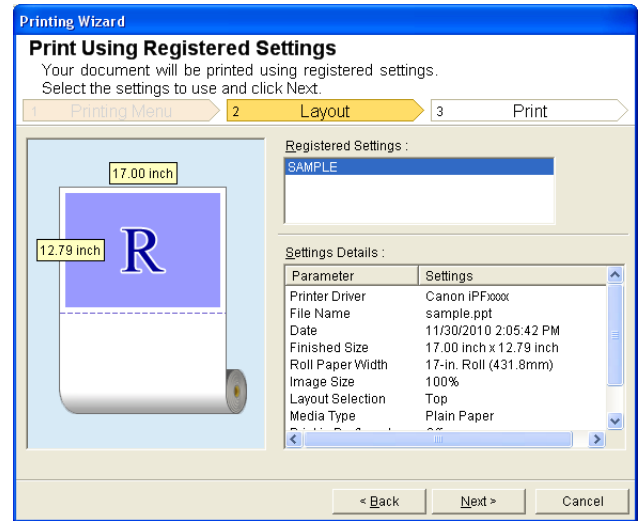 Printing Wizard
Print Using Registered Settings
Your document will be printed using registered settings.
Select the settings to use and click Next.
1 Printing Menu 2 Layout 3 Print
Registered Settings :
SAMPLE
17.00 inch
12.79 inch
R
Settings Details :
Parameter Settings
Printer Driver Canon iPFxxxx
File Name sample.ppt
Date 11/30/2010 2:05:42 PM
Finished Size 17.00 inch x 12.79 inch
Roll Paper Width 17-in. Roll (431.8mm)
Image Size 100%
Layout Selection Top
Media Type Plain Paper
< Back Next > Cancel